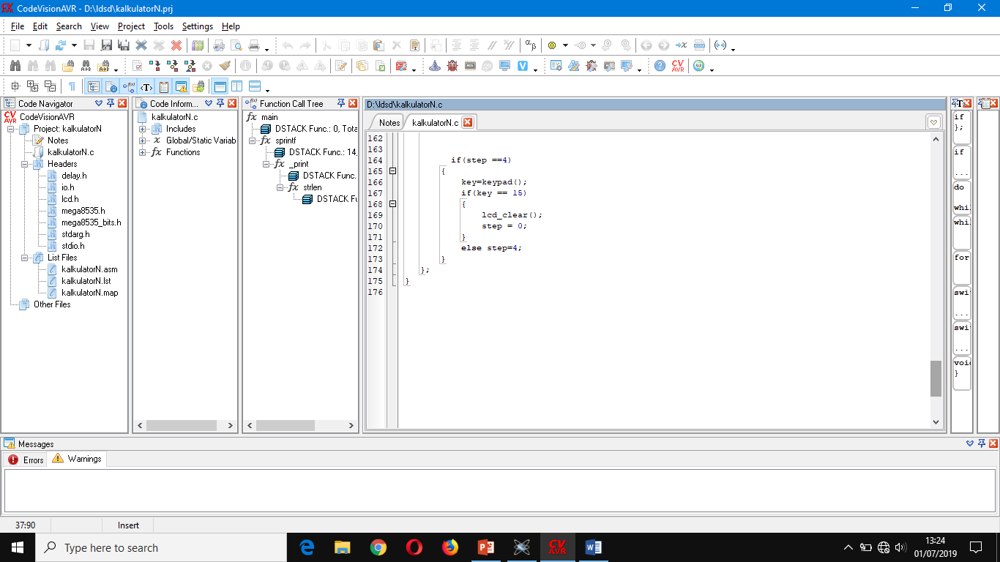 CodeVisionAVR - D:\ldsd\kalkulatorN.prj
File Edit Search View Project Tools Settings Help
Code Navigator
CodeVisionAVR
Project: kalkulatorN
Notes
kalkulatorN.c
Headers
delay.h
io.h
lcd.h
mega8535.h
mega8535_bits.h
stdarg.h
stdio.h
List Files
kalkulatorN.asm
kalkulatorN.lst
kalkulatorN.map
Other Files
Code Inform...
kalkulatorN.c
Includes
Global/Static Variab
Functions
Function Call Tree
main
DSTACK Func.: 0, Tota
sprintf
DSTACK Func.: 14,
_print
DSTACK Func.
strlen
DSTACK Fu
D:\ldsd\kalkulatorN.c
Notes kalkulatorN.c
162
163
164 if(step ==4)
165 {
166 key=keypad();
167 if(key == 15)
168 {
169 lcd_clear();
170 step = 0;
171 }
172 else step=4;
173 }
174 };
175 }
176
if
};
if
...
do
whil
whil
for
swit
...
swit
...
void
}
Messages
Errors Warnings
37:90 Insert
Type here to search
13:24
01/07/2019